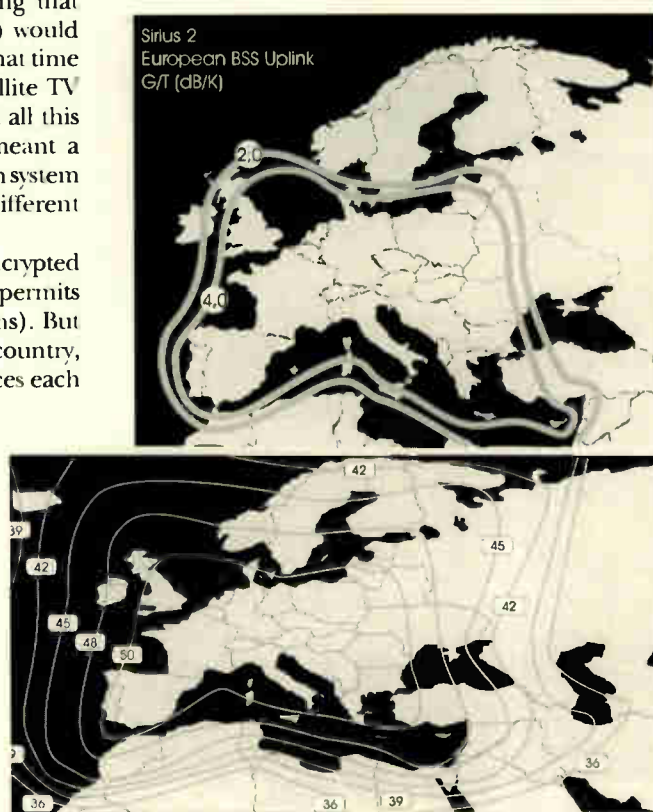 ng that
) would
hat time
llite TV
all this
meant a
n system
ifferent
crypted
permits
ns). But
country,
ces each
Sirius 2
European BSS Uplink
G/T (dB/K)
2,0
4,0
42
39
42
45
45
42
48
50
36
36
36
39